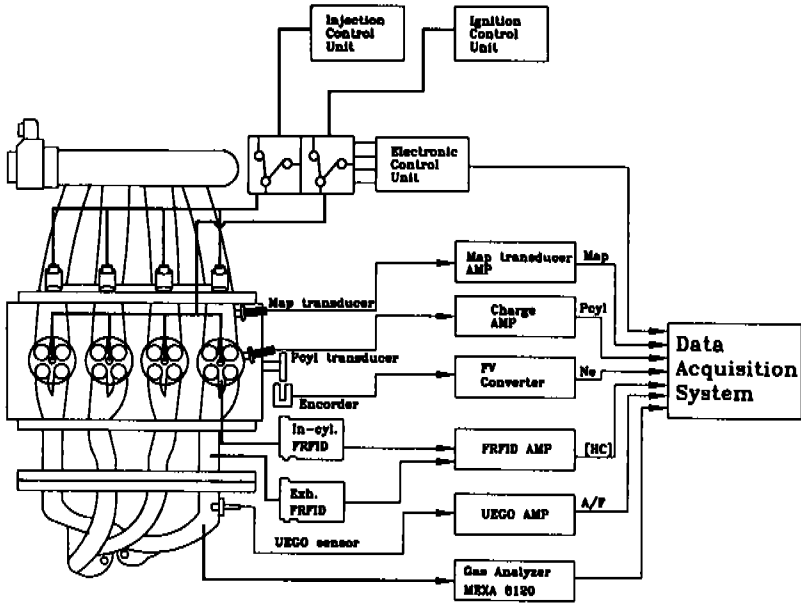 Injection
Control
Unit
Ignition
Control
Unit
Electronic
Control
Unit
Map transducer
AMP
Map
Map transducer
Charge
AMP
Pcyl
Pcyl transducer
FV
Converter
Ne
Encorder
Data
Acquisition
System
In-cyl.
FRFID
FRFID AMP
[HC]
Exh.
FRFID
UEGO AMP
A/F
UEGO sensor
Gas Analyzer
MEXA 8120